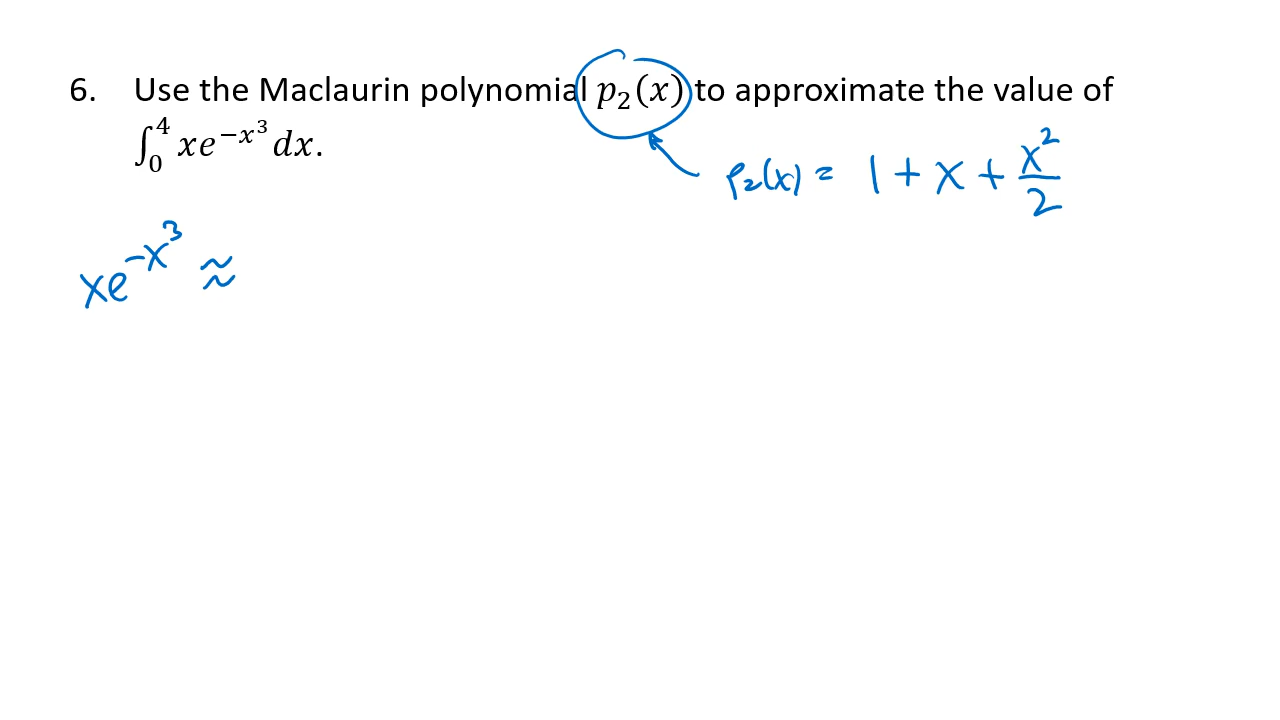 6. Use the Maclaurin polynomial p₂(x) to approximate the value of
∫₀⁴ xe^{−x³} dx.
p₂(x) = 1 + x + x²/2
xe^{−x³} ≈